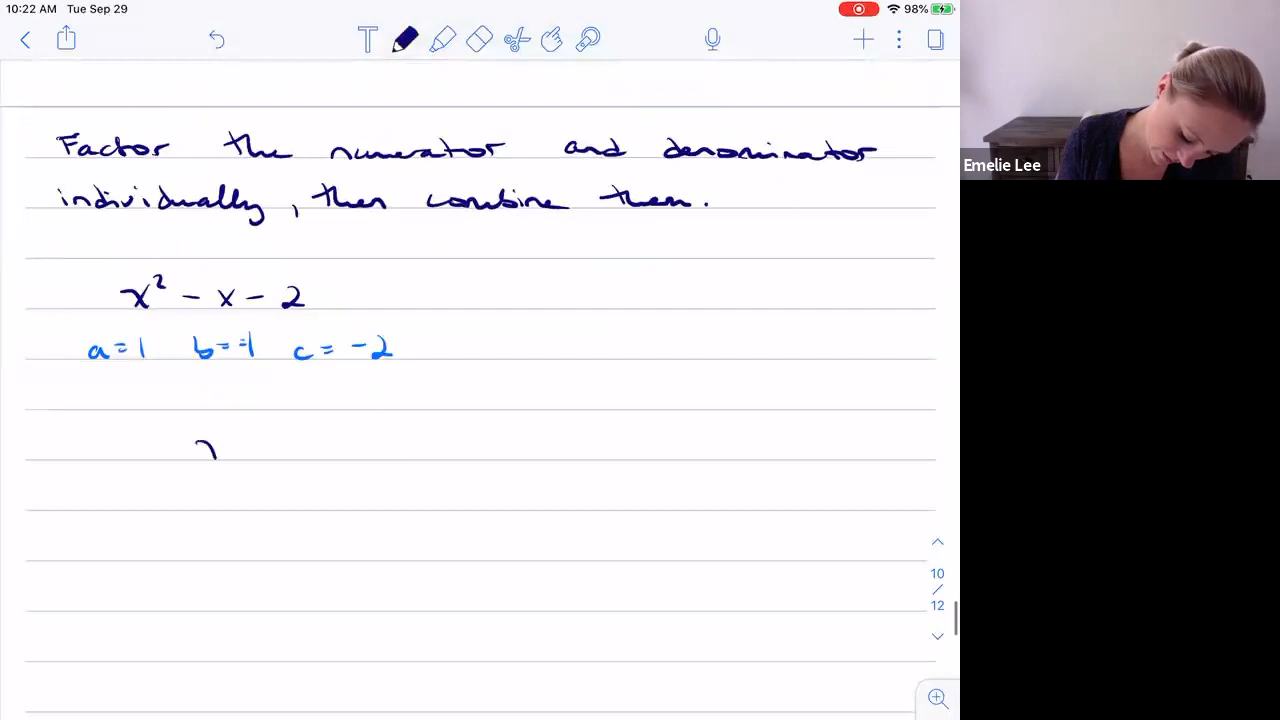 10:22 AM Tue Sep 29
98%
Factor the numerator and denominator
individually, then combine them.
x² - x - 2
a=1 b=-1 c= -2
Emelie Lee
10
/
12